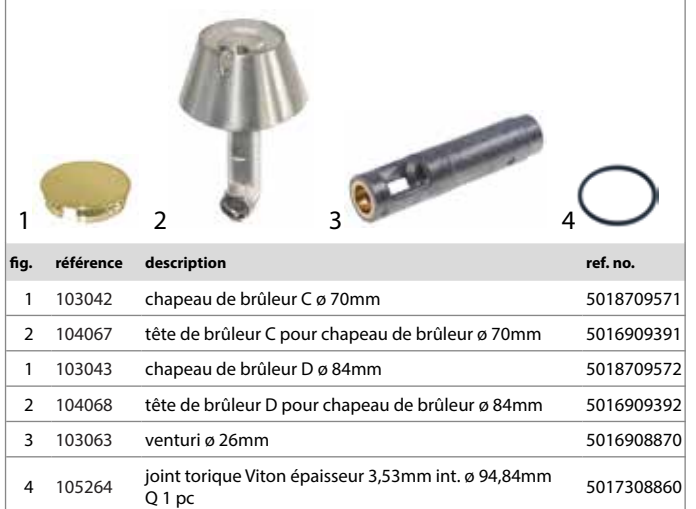 1 2 3 4
fig. référence description ref. no.
1 103042 chapeau de brûleur C ø 70mm 5018709571
2 104067 tête de brûleur C pour chapeau de brûleur ø 70mm 5016909391
1 103043 chapeau de brûleur D ø 84mm 5018709572
2 104068 tête de brûleur D pour chapeau de brûleur ø 84mm 5016909392
3 103063 venturi ø 26mm 5016908870
4 105264 joint torique Viton épaisseur 3,53mm int. ø 94,84mm 5017308860
Q 1 pc